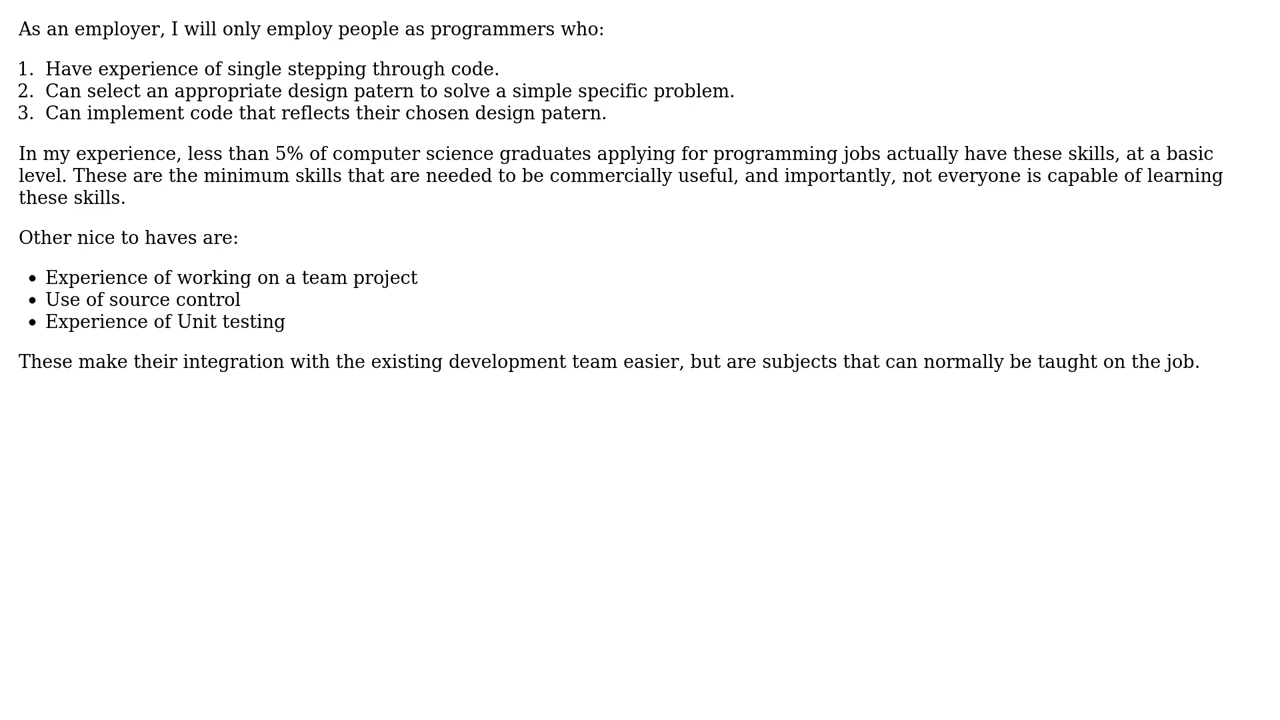 As an employer, I will only employ people as programmers who:
1. Have experience of single stepping through code.
2. Can select an appropriate design patern to solve a simple specific problem.
3. Can implement code that reflects their chosen design patern.
In my experience, less than 5% of computer science graduates applying for programming jobs actually have these skills, at a basic
level. These are the minimum skills that are needed to be commercially useful, and importantly, not everyone is capable of learning
these skills.
Other nice to haves are:
• Experience of working on a team project
• Use of source control
• Experience of Unit testing
These make their integration with the existing development team easier, but are subjects that can normally be taught on the job.